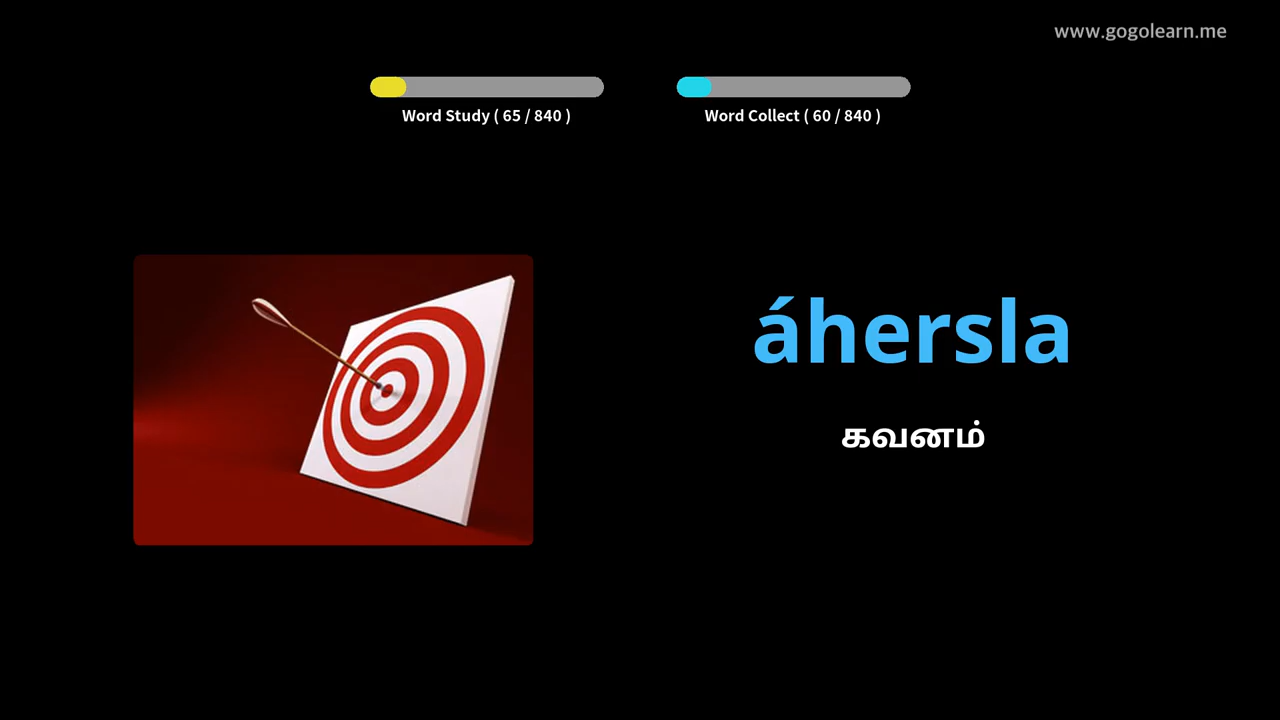 www.gogolearn.me
Word Study ( 65 / 840 )
Word Collect ( 60 / 840 )
áhersla
கவனம்